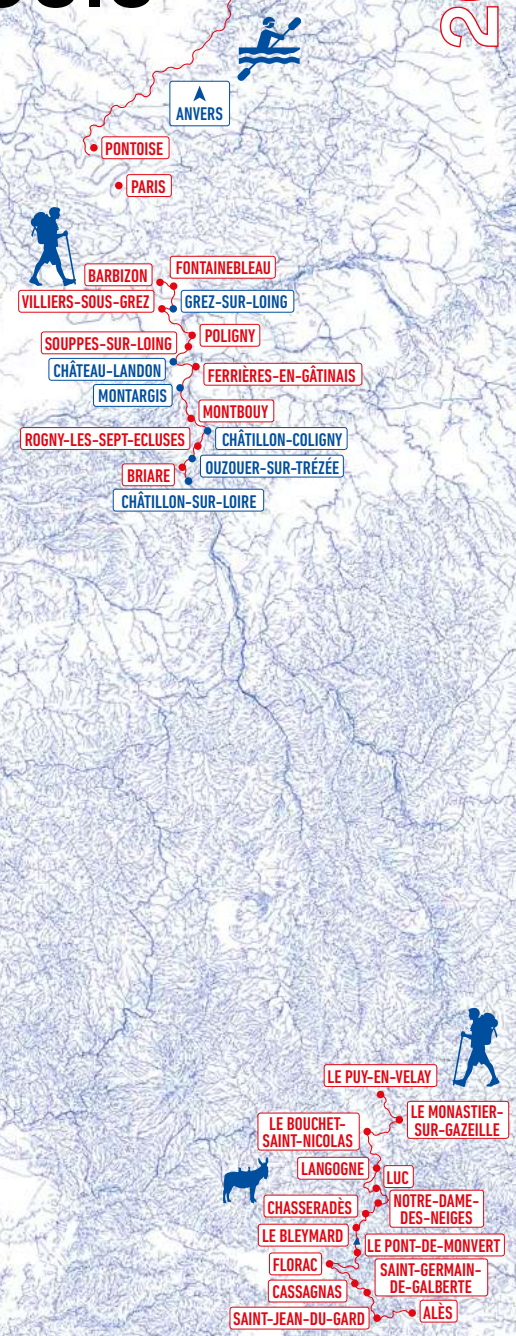 ANVERS
PONTOISE
PARIS
BARBIZON
FONTAINEBLEAU
VILLIERS-SOUS-GREZ
GREZ-SUR-LOING
POLIGNY
SOUPPES-SUR-LOING
CHÂTEAU-LANDON
FERRIÈRES-EN-GÂTINAIS
MONTARGIS
MONTBOUY
ROGNY-LES-SEPT-ECLUSES
CHÂTILLON-COLIGNY
OUZOUER-SUR-TRÉZÉE
BRIARE
CHÂTILLON-SUR-LOIRE
LE PUY-EN-VELAY
LE MONASTIER-
SUR-GAZEILLE
LE BOUCHET-
SAINT-NICOLAS
LANGOGNE
LUC
NOTRE-DAME-
DES-NEIGES
CHASSERADÈS
LE BLEYMARD
LE PONT-DE-MONVERT
FLORAC
SAINT-GERMAIN-
DE-GALBERTE
CASSAGNAS
SAINT-JEAN-DU-GARD
ALÈS